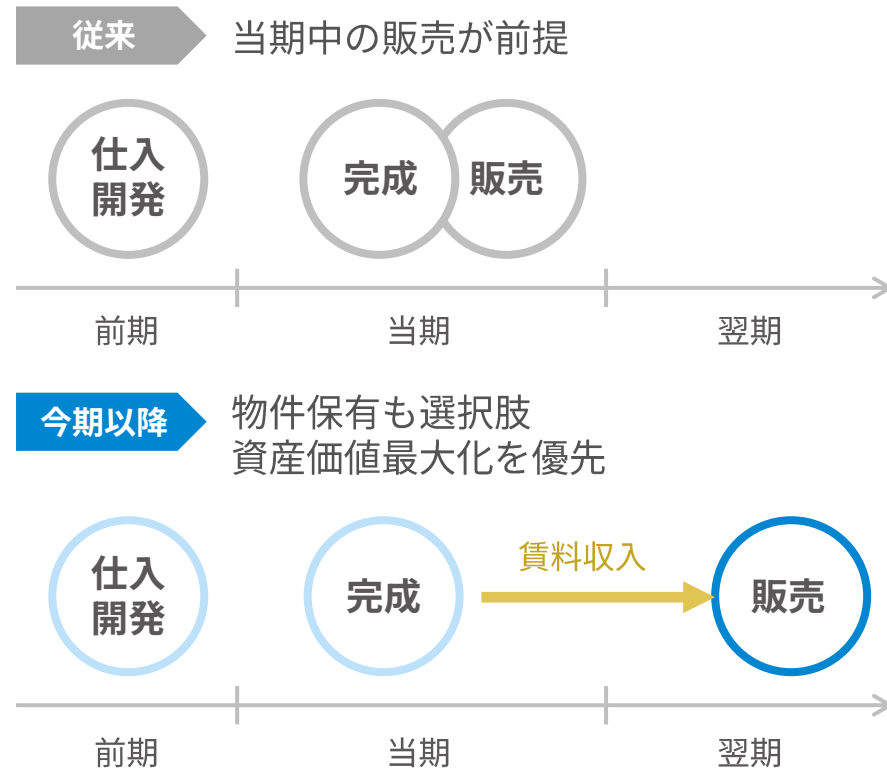 従来
当期中の販売が前提
仕入
開発
完成
販売
前期
当期
翌期
今期以降
物件保有も選択肢
資産価値最大化を優先
仕入
開発
完成
賃料収入
販売
前期
当期
翌期